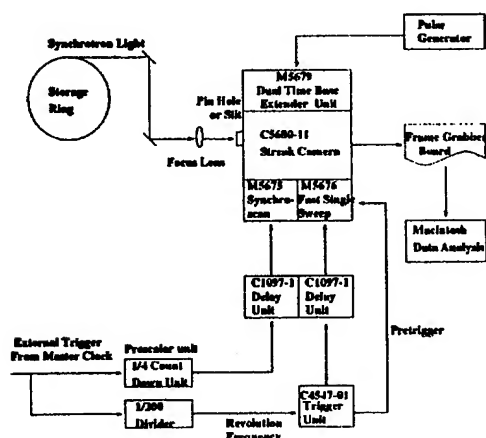 Synchrotron Light
Storage
Ring
Pin Hole
or Slit
Focus Lens
M5679
Dual Time Base
Extender Unit
C5680-11
Streak Camera
M5675
Synchro-
scan
M5676
Fast Single
Sweep
Pulse
Generator
Frame Grabber
Board
Macintosh
Data Analysis
C1097-1
Delay
Unit
C1097-1
Delay
Unit
Pretrigger
External Trigger
From Master Clock
Prescaler unit
1/4 Count
Down Unit
1/200
Divider
Revolution
Frequency
C4547-01
Trigger
Unit